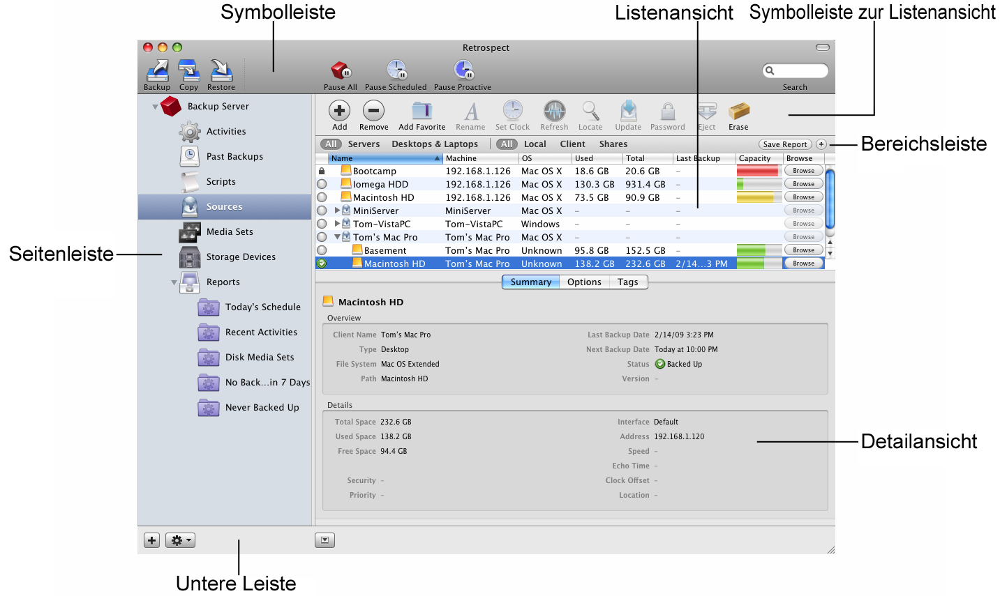 Symbolleiste
Listenansicht
Symbolleiste zur Listenansicht
Retrospect
Backup Copy Restore
Pause All Pause Scheduled Pause Proactive
Search
Backup Server
Activities
Past Backups
Scripts
Sources
Media Sets
Storage Devices
Reports
Today's Schedule
Recent Activities
Disk Media Sets
No Back...in 7 Days
Never Backed Up
Seitenleiste
Add Remove Add Favorite Rename Set Clock Refresh Locate Update Password Eject Erase
All Servers Desktops & Laptops All Local Client Shares Save Report
Bereichsleiste
Name Machine OS Used Total Last Backup Capacity Browse
Bootcamp 192.168.1.126 Mac OS X 18.6 GB 20.6 GB – Browse
Iomega HDD 192.168.1.126 Mac OS X 130.3 GB 931.4 GB – Browse
Macintosh HD 192.168.1.126 Mac OS X 73.5 GB 90.9 GB – Browse
MiniServer MiniServer Mac OS X – – – Browse
Tom-VistaPC Tom-VistaPC Windows – – – Browse
Tom's Mac Pro Tom's Mac Pro Mac OS X – – – Browse
Basement Tom's Mac Pro Unknown 95.8 GB 152.5 GB – Browse
Macintosh HD Tom's Mac Pro Unknown 138.2 GB 232.6 GB 2/14...3 PM Browse
Summary Options Tags
Macintosh HD
Overview
Client Name Tom's Mac Pro Last Backup Date 2/14/09 3:23 PM
Type Desktop Next Backup Date Today at 10:00 PM
File System Mac OS Extended Status Backed Up
Path Macintosh HD Version –
Details
Total Space 232.6 GB Interface Default
Used Space 138.2 GB Address 192.168.1.120
Free Space 94.4 GB Speed –
Echo Time –
Security – Clock Offset –
Priority – Location –
Detailansicht
Untere Leiste